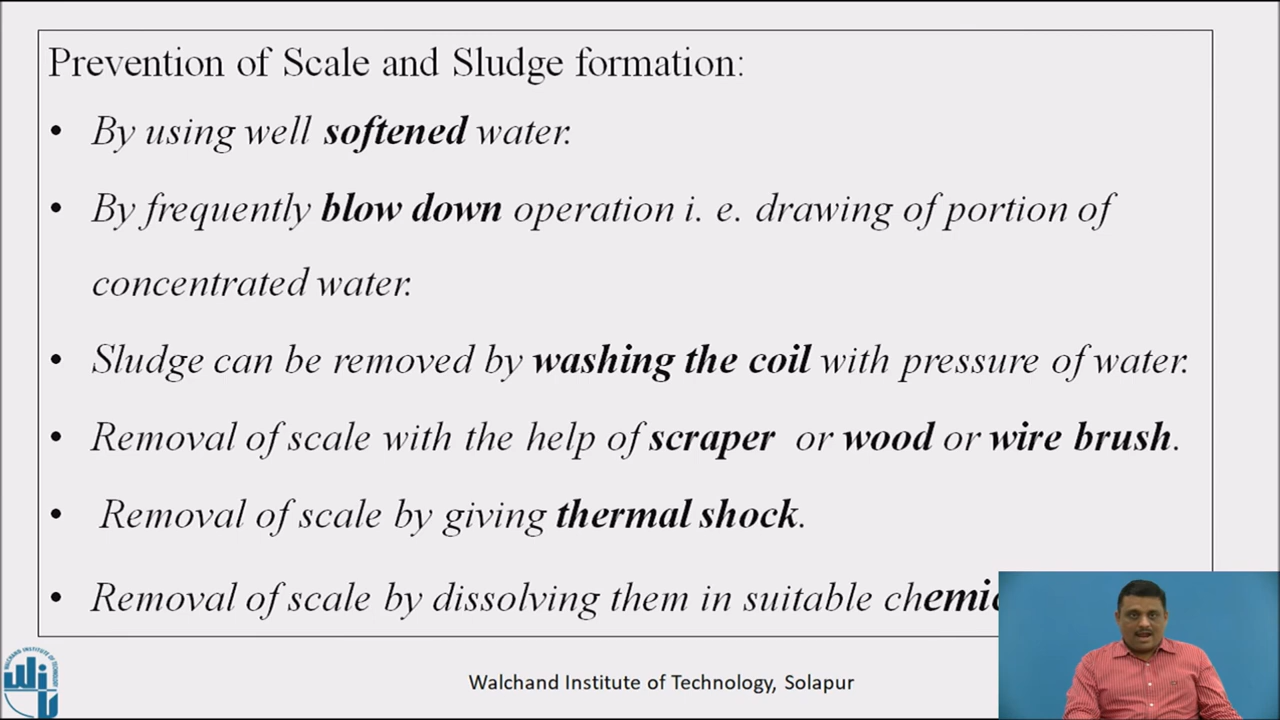 Prevention of Scale and Sludge formation:
• By using well softened water.
• By frequently blow down operation i. e. drawing of portion of
concentrated water.
• Sludge can be removed by washing the coil with pressure of water.
• Removal of scale with the help of scraper or wood or wire brush.
• Removal of scale by giving thermal shock.
• Removal of scale by dissolving them in suitable chemic
Walchand Institute of Technology, Solapur